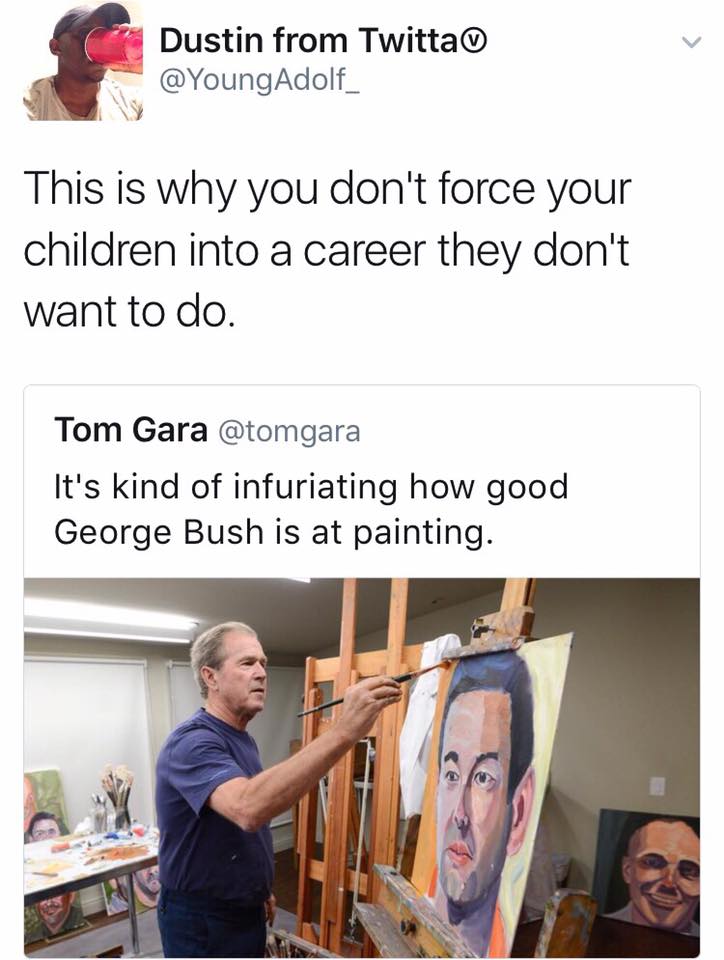 Dustin from TwittaⓋ
@YoungAdolf_
This is why you don't force your
children into a career they don't
want to do.
Tom Gara @tomgara
It's kind of infuriating how good
George Bush is at painting.